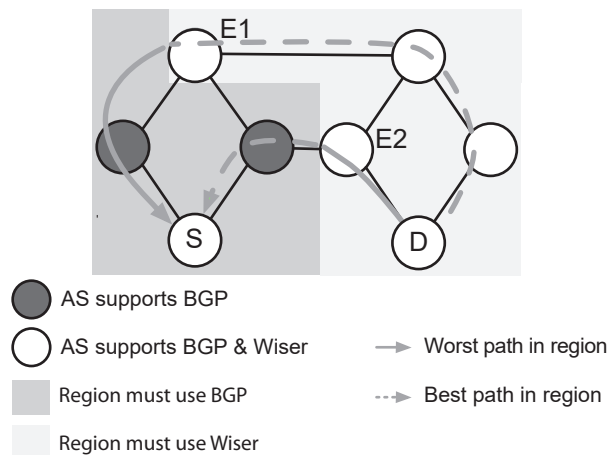 E1
E2
S
D
AS supports BGP
AS supports BGP & Wiser
Worst path in region
Region must use BGP
Best path in region
Region must use Wiser